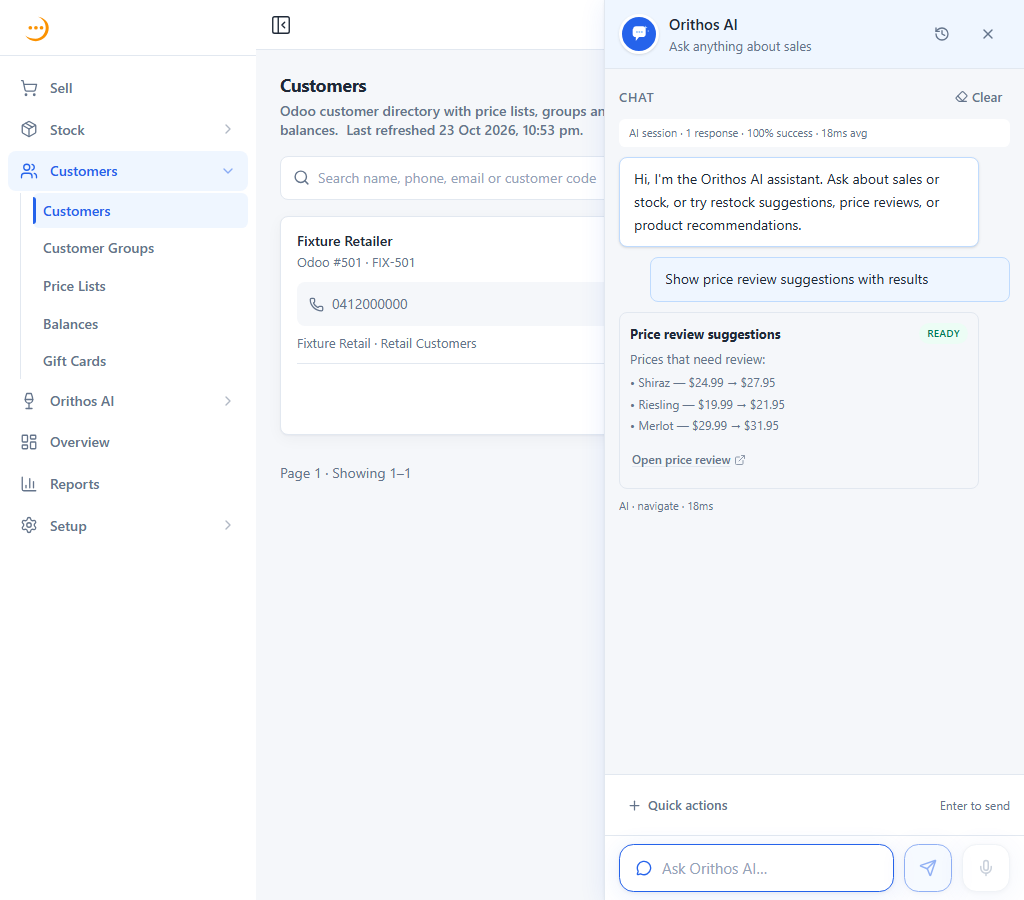 Sell
Stock
Customers
Customers
Customer Groups
Price Lists
Balances
Gift Cards
Orithos AI
Overview
Reports
Setup
Customers
Odoo customer directory with price lists, groups an
balances. Last refreshed 23 Oct 2026, 10:53 pm.
Search name, phone, email or customer code
Fixture Retailer
Odoo #501 · FIX-501
0412000000
Fixture Retail · Retail Customers
Page 1 · Showing 1–1
Orithos AI
Ask anything about sales
CHAT
Clear
AI session · 1 response · 100% success · 18ms avg
Hi, I'm the Orithos AI assistant. Ask about sales or
stock, or try restock suggestions, price reviews, or
product recommendations.
Show price review suggestions with results
Price review suggestions
READY
Prices that need review:
• Shiraz — $24.99 → $27.95
• Riesling — $19.99 → $21.95
• Merlot — $29.99 → $31.95
Open price review
AI · navigate · 18ms
Quick actions
Enter to send
Ask Orithos AI...